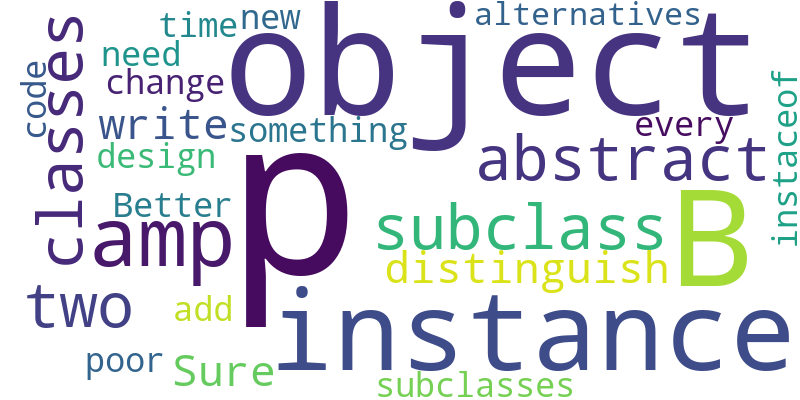 time
new
alternatives
object
need
change
code
classes
write
something
every
instaceof
design
abstract
p
Better
amp
subclass
B
distinguish
two
add
instance
poor
Sure
subclasses